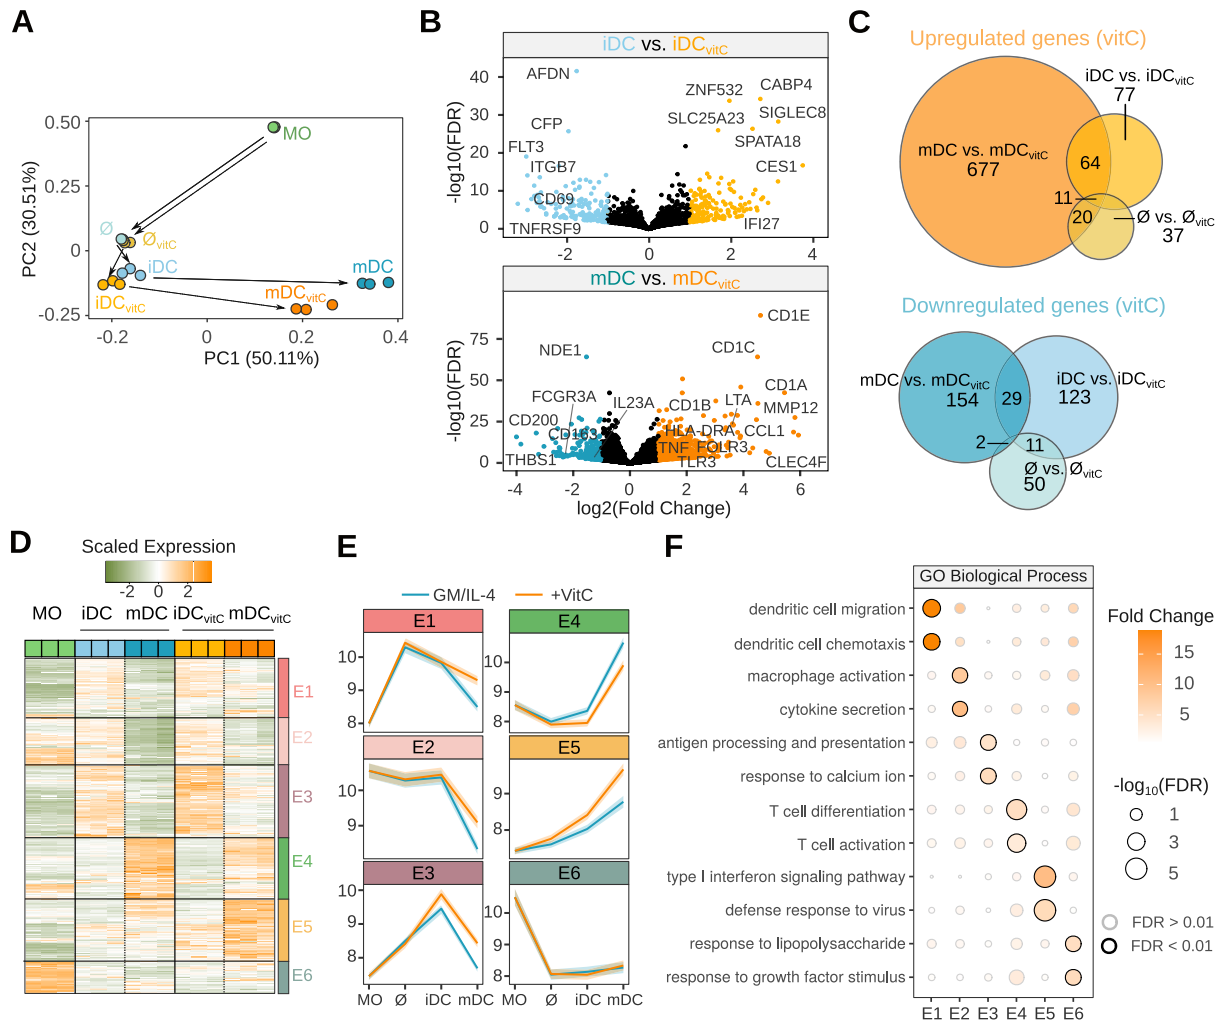 A
0.50
0.25
0
-0.25
-0.2
0
0.2
0.4
PC2 (30.51%)
PC1 (50.11%)
MO
Ø
ØvitC
iDC
iDCvitC
mDC
mDCvitC
B
iDC vs. iDCvitC
40
30
20
10
0
-log10(FDR)
AFDN
CFP
FLT3
ITGB7
CD69
TNFRSF9
ZNF532
CABP4
SLC25A23
SIGLEC8
SPATA18
CES1
IFI27
-2
0
2
4
mDC vs. mDCvitC
75
50
25
0
-log10(FDR)
NDE1
FCGR3A
IL23A
CD200
CD163
THBS1
CD1E
CD1C
CD1A
CD1B
LTA
MMP12
HLA-DRA
CCL1
TNF
FOLR3
TLR3
CLEC4F
-4
-2
0
2
4
6
log2(Fold Change)
C
Upregulated genes (vitC)
iDC vs. iDCvitC
77
mDC vs. mDCvitC
677
64
11
20
Ø vs. ØvitC
37
Downregulated genes (vitC)
mDC vs. mDCvitC
154
29
iDC vs. iDCvitC
123
2
11
Ø vs. ØvitC
50
D
Scaled Expression
-2
0
2
MO
iDC
mDC
iDCvitC
mDCvitC
E1
E2
E3
E4
E5
E6
E
GM/IL-4
+VitC
E1
10
9
8
E4
10
9
8
E2
10
9
E5
9
8
E3
10
9
8
E6
10
9
8
MO
Ø
iDC
mDC
MO
Ø
iDC
mDC
F
GO Biological Process
dendritic cell migration
dendritic cell chemotaxis
macrophage activation
cytokine secretion
antigen processing and presentation
response to calcium ion
T cell differentiation
T cell activation
type I interferon signaling pathway
defense response to virus
response to lipopolysaccharide
response to growth factor stimulus
E1
E2
E3
E4
E5
E6
Fold Change
15
10
5
-log10(FDR)
1
3
5
FDR > 0.01
FDR < 0.01